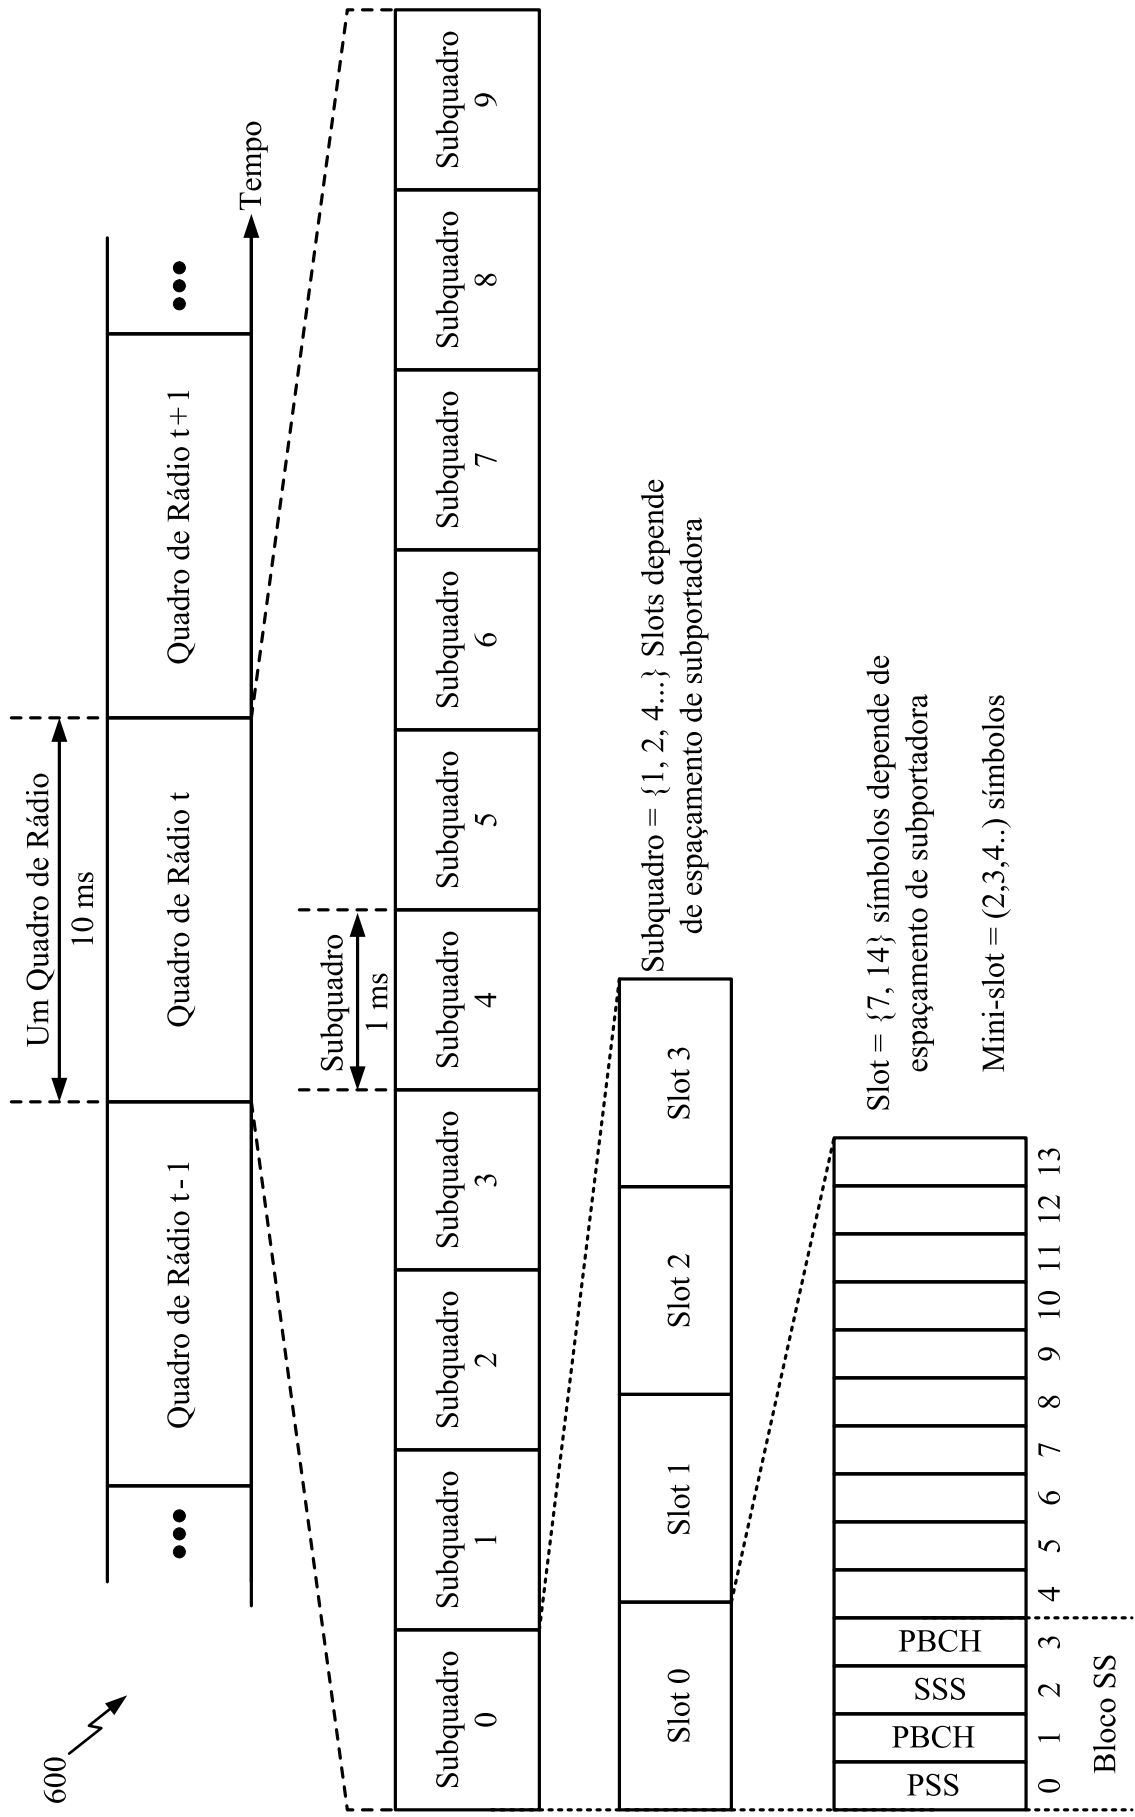 600
Um Quadro de Rádio
10 ms
Quadro de Rádio t-1
Quadro de Rádio t
Quadro de Rádio t+1
Tempo
Subquadro
1 ms
Subquadro
0
Subquadro
1
Subquadro
2
Subquadro
3
Subquadro
4
Subquadro
5
Subquadro
6
Subquadro
7
Subquadro
8
Subquadro
9
Slot 0
Slot 1
Slot 2
Slot 3
Subquadro = {1, 2, 4...} Slots depende
de espaçamento de subportadora
PSS
PBCH
SSS
PBCH
0 1 2 3 4 5 6 7 8 9 10 11 12 13
Bloco SS
Slot = {7, 14} símbolos depende de
espaçamento de subportadora
Mini-slot = (2,3,4..) símbolos